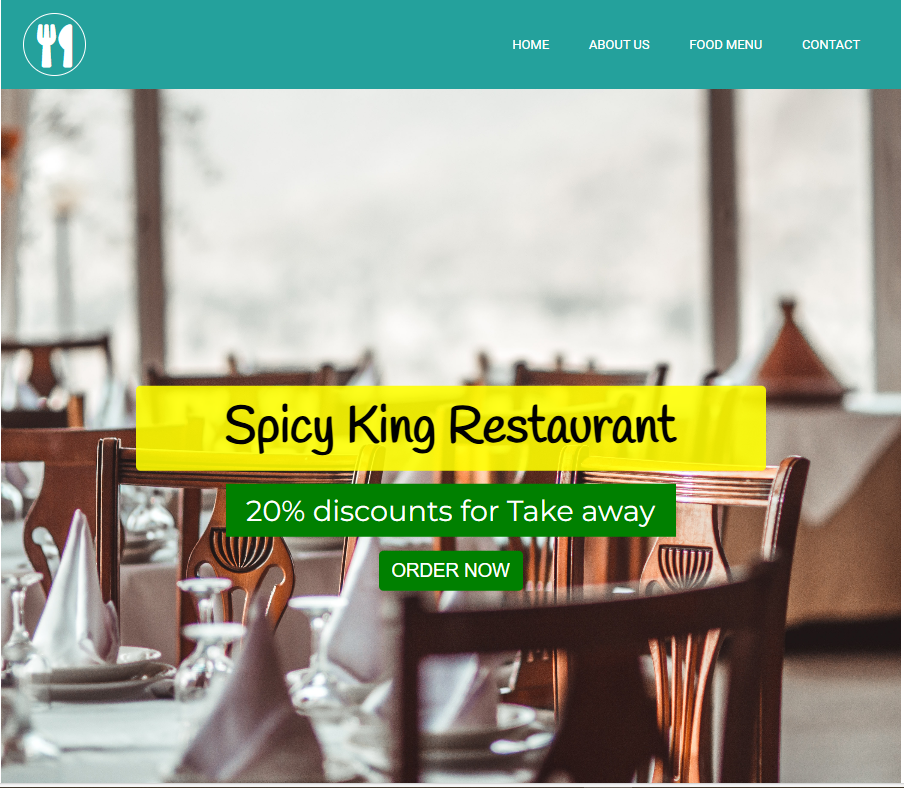 HOME ABOUT US FOOD MENU CONTACT
Spicy King Restaurant
20% discounts for Take away
ORDER NOW